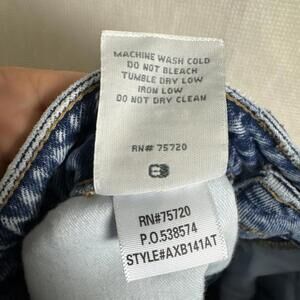 MACHINE WASH COLD
DO NOT BLEACH
TUMBLE DRY LOW
IRON LOW
DO NOT DRY CLEAN
RN# 75720
RN#75720
P.O.538574
STYLE#AXB141AT